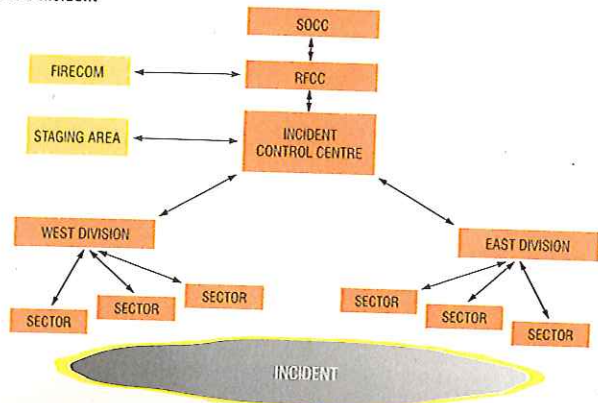 SOCC
FIRECOM
RFCC
STAGING AREA
INCIDENT
CONTROL CENTRE
WEST DIVISION
EAST DIVISION
SECTOR
SECTOR
SECTOR
SECTOR
SECTOR
SECTOR
INCIDENT